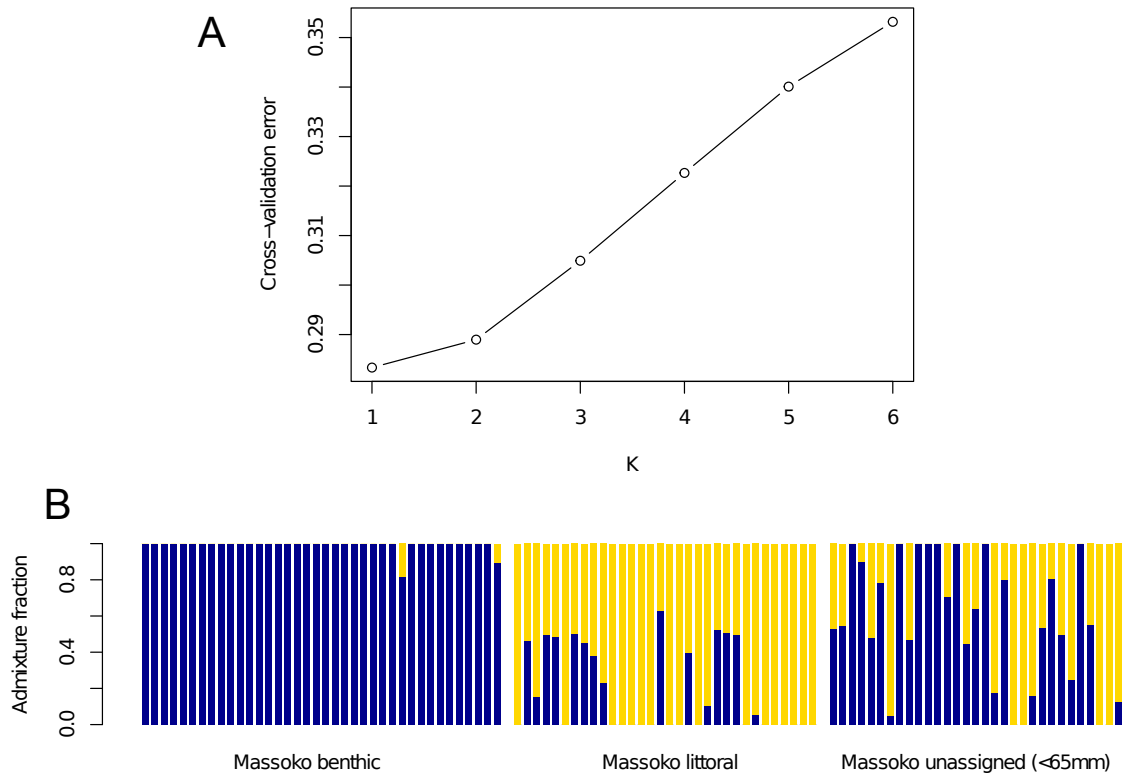 A
Cross-validation error
0.35
0.33
0.31
0.29
1 2 3 4 5 6
K
B
Admixture fraction
0.8
0.4
0.0
Massoko benthic Massoko littoral Massoko unassigned (<65mm)